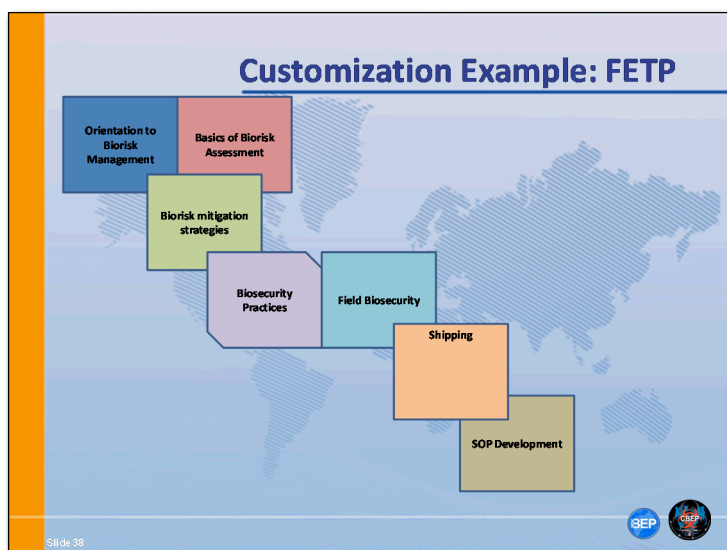 Customization Example: FETP
Orientation to
Biorisk
Management
Basics of Biorisk
Assessment
Biorisk mitigation
strategies
Biosecurity
Practices
Field Biosecurity
Shipping
SOP Development
BEP
CBEP
Slide 38